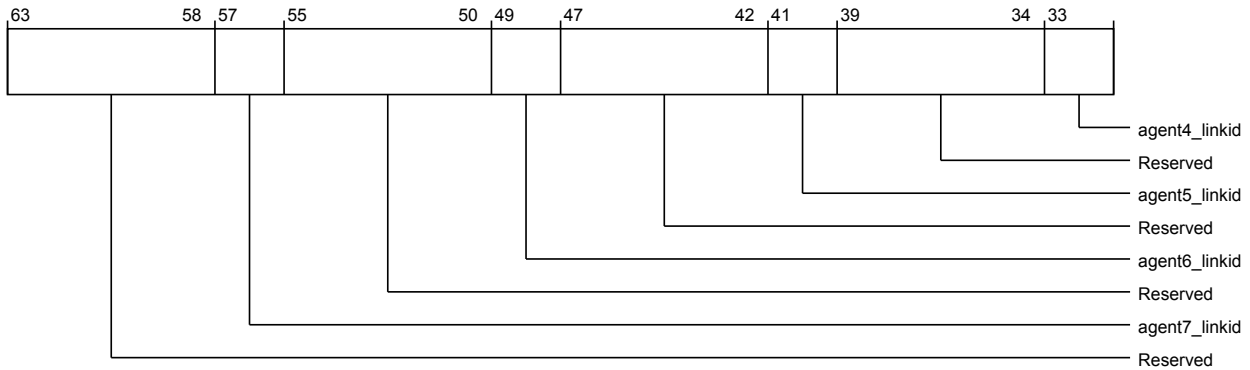 63 58 57 55 50 49 47 42 41 39 34 33
agent4_linkid
Reserved
agent5_linkid
Reserved
agent6_linkid
Reserved
agent7_linkid
Reserved